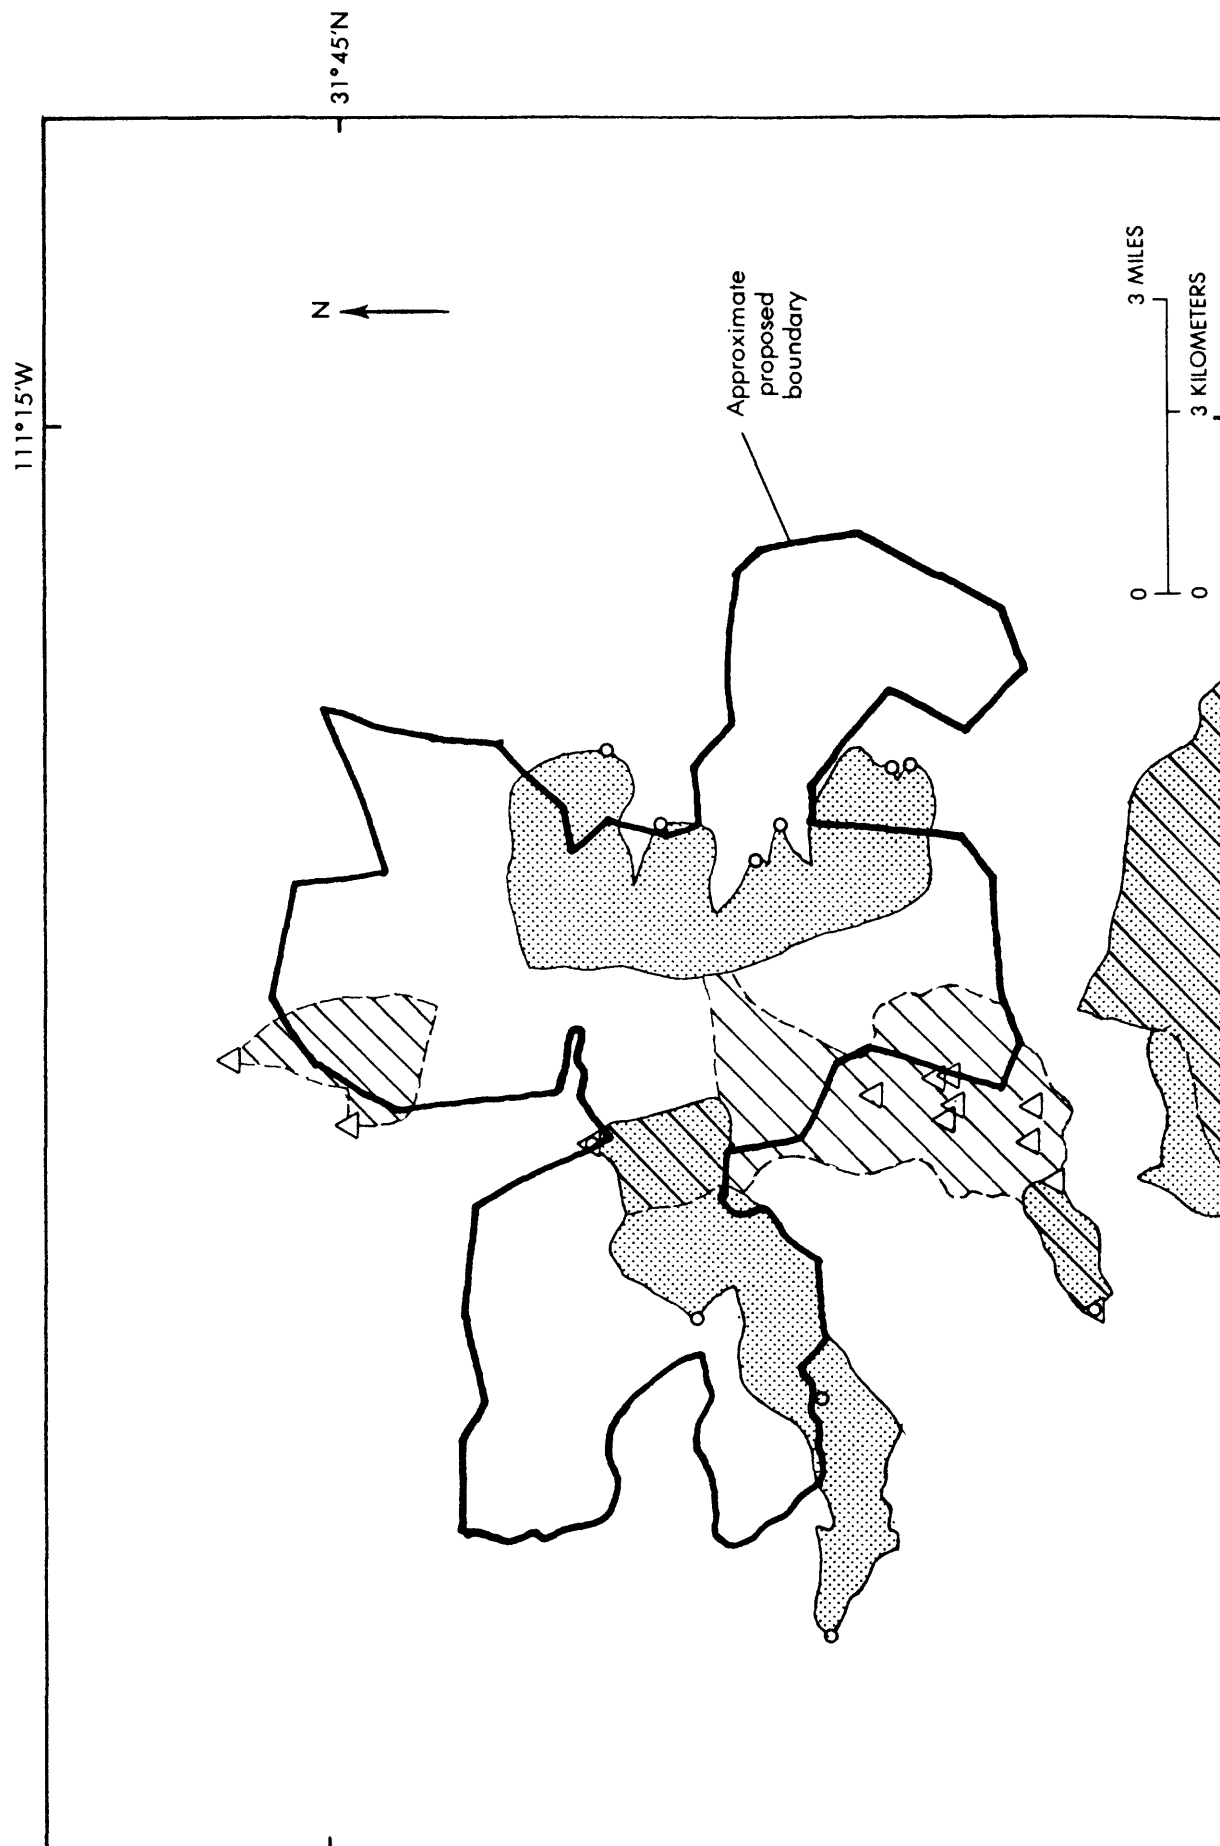 111°15′W
31°45′N
N
Approximate
proposed
boundary
0 3 MILES
0 3 KILOMETERS